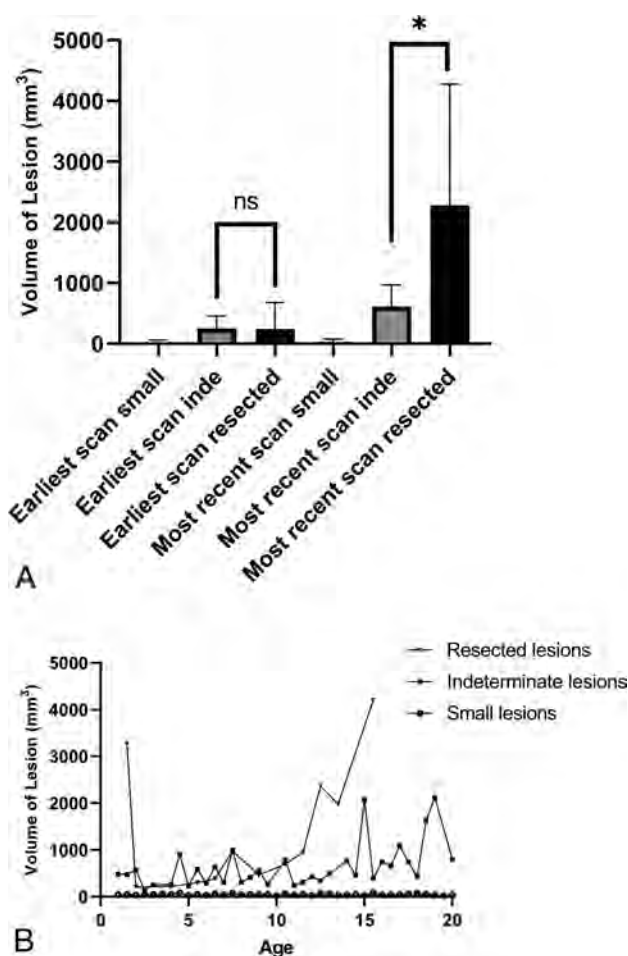 5000
4000
3000
2000
1000
0
Volume of Lesion (mm³)
ns
*
Earliest scan small
Earliest scan inde
Earliest scan resected
Most recent scan small
Most recent scan inde
Most recent scan resected
A
5000
4000
3000
2000
1000
0
Volume of Lesion (mm³)
0 5 10 15 20
Age
Resected lesions
Indeterminate lesions
Small lesions
B